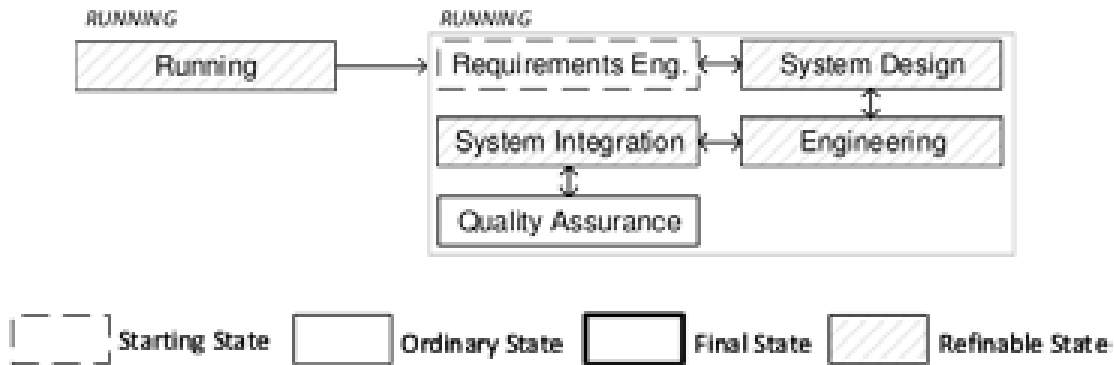 RUNNING RUNNING
Running Requirements Eng. System Design
System Integration Engineering
Quality Assurance
Starting State Ordinary State Final State Refinable State